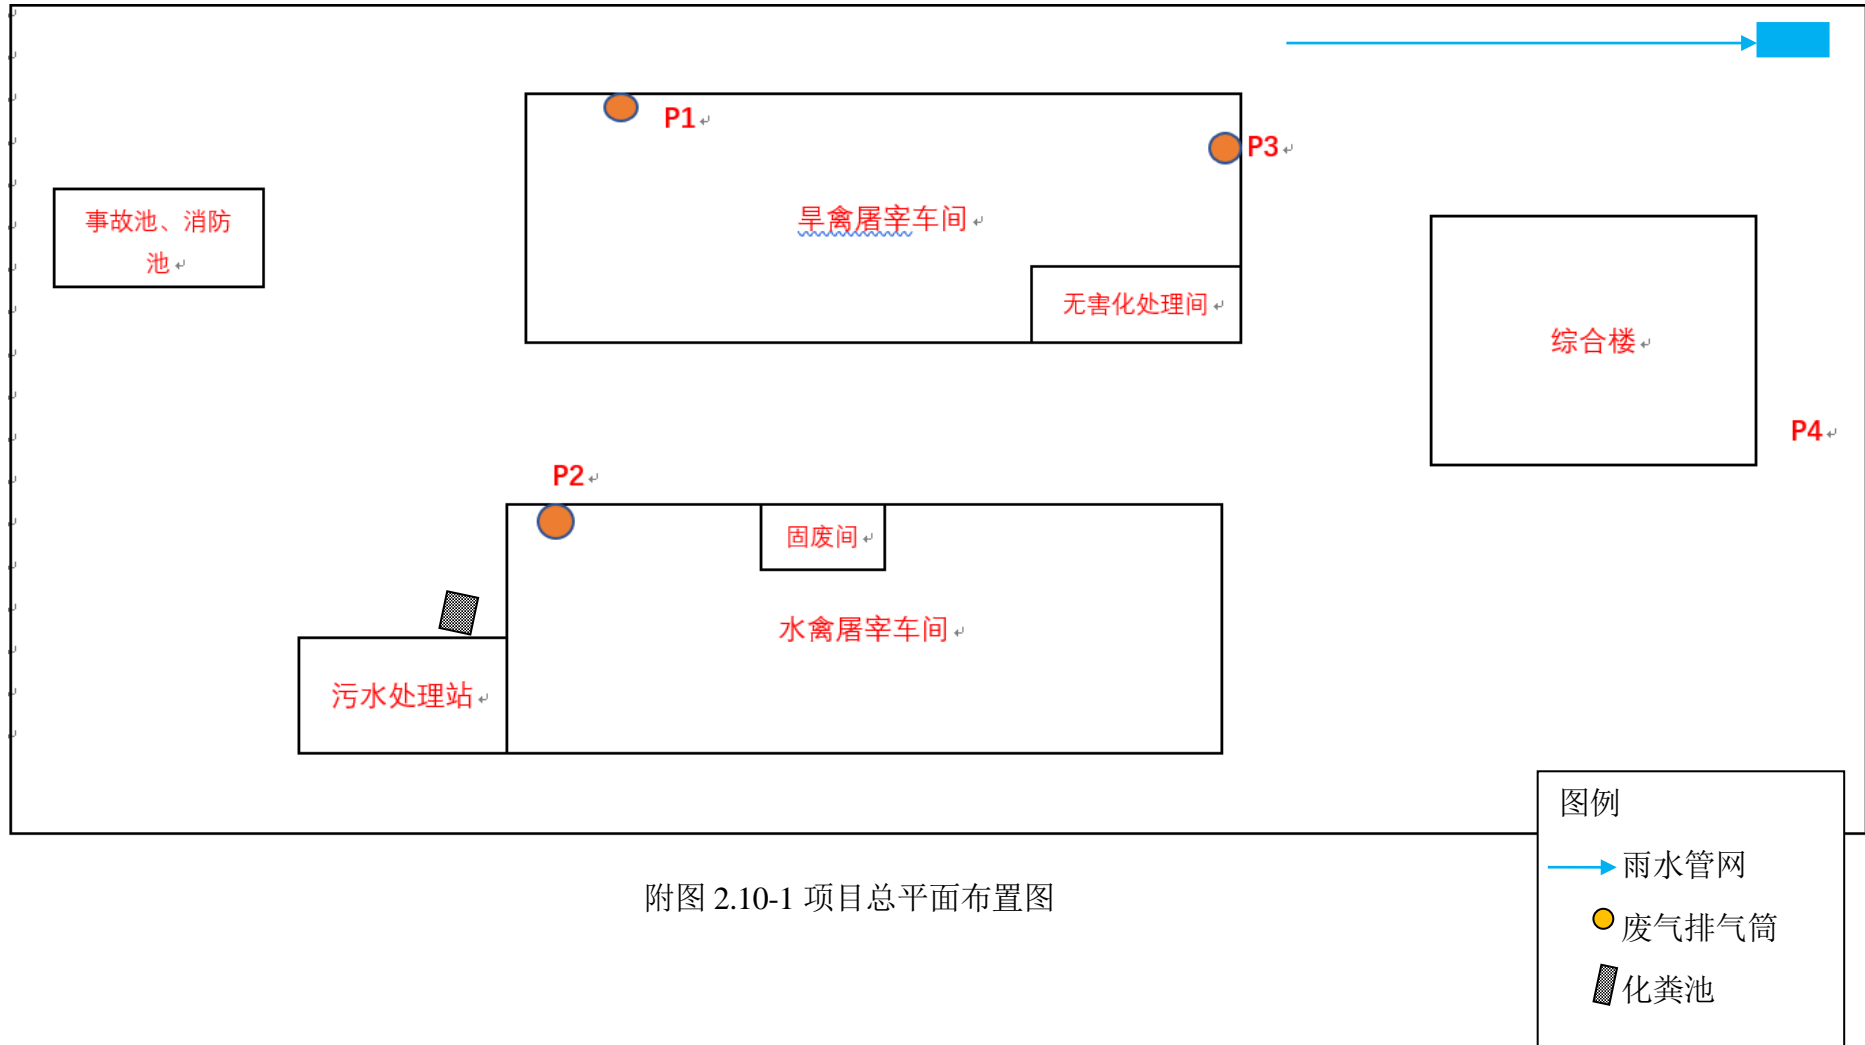 P1
P3
事故池、消防
池
旱禽屠宰车间
无害化处理间
综合楼
P4
P2
固废间
水禽屠宰车间
污水处理站
图例
雨水管网
废气排气筒
化粪池
附图 2.10-1 项目总平面布置图